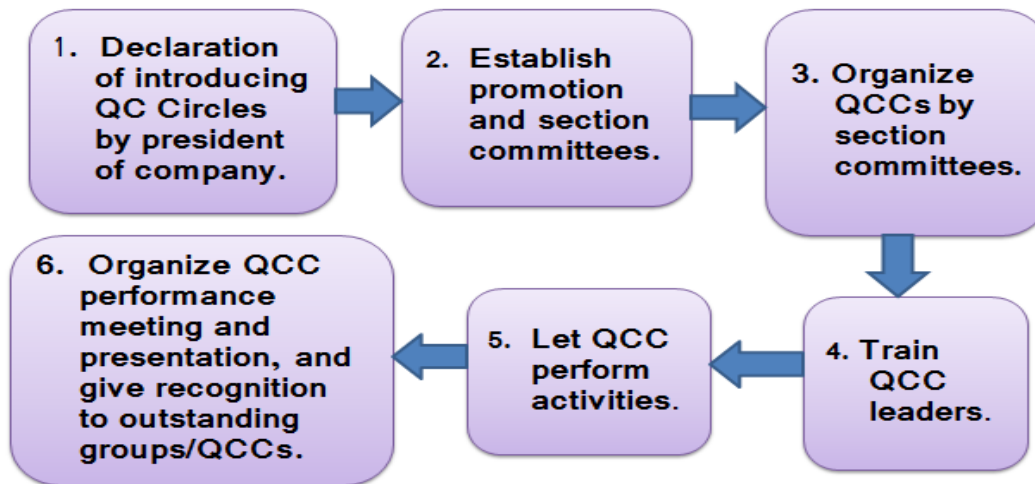 1. Declaration
of introducing
QC Circles
by president
of company.
2. Establish
promotion
and section
committees.
3. Organize
QCCs by
section
committees.
4. Train
QCC
leaders.
5. Let QCC
perform
activities.
6. Organize QCC
performance
meeting and
presentation, and
give recognition
to outstanding
groups/QCCs.